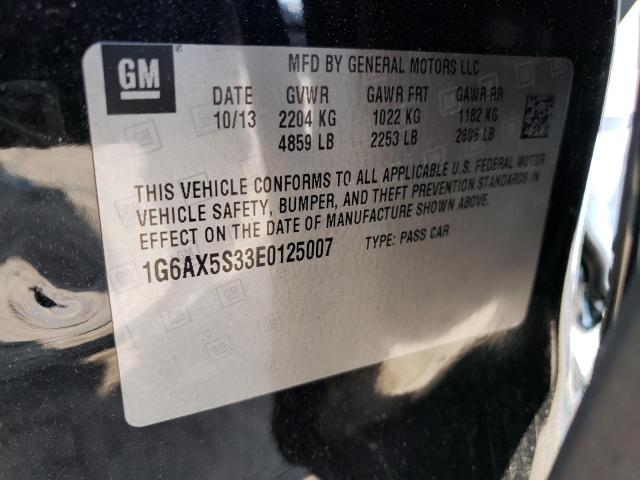 GM
MFD BY GENERAL MOTORS LLC
DATE GVWR GAWR FRT GAWR RR
10/13 2204 KG 1022 KG 1182 KG
4859 LB 2253 LB 2605 LB
THIS VEHICLE CONFORMS TO ALL APPLICABLE U.S. FEDERAL MOTOR
VEHICLE SAFETY, BUMPER, AND THEFT PREVENTION STANDARDS IN
EFFECT ON THE DATE OF MANUFACTURE SHOWN ABOVE.
1G6AX5S33E0125007 TYPE: PASS CAR